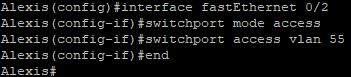 Alexis(config)#interface fastEthernet 0/2
Alexis(config-if)#switchport mode access
Alexis(config-if)#switchport access vlan 55
Alexis(config-if)#end
Alexis#